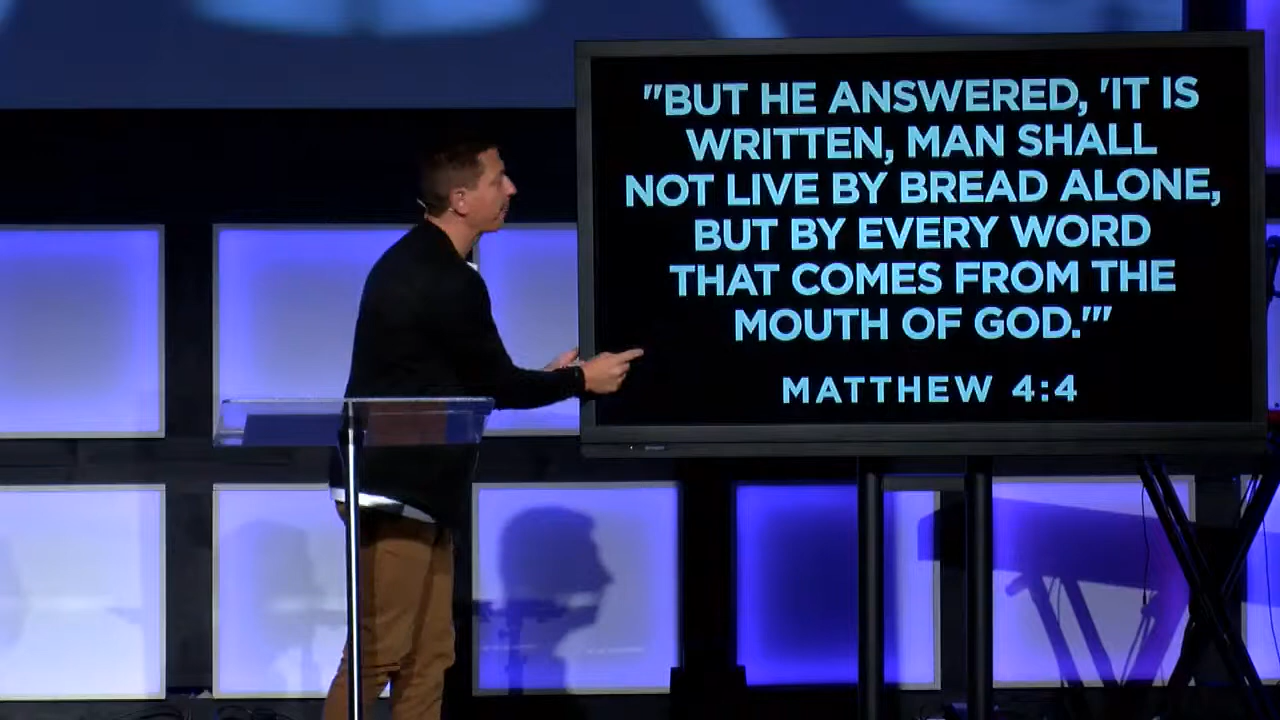 "BUT HE ANSWERED, 'IT IS
WRITTEN, MAN SHALL
NOT LIVE BY BREAD ALONE,
BUT BY EVERY WORD
THAT COMES FROM THE
MOUTH OF GOD.'"
MATTHEW 4:4